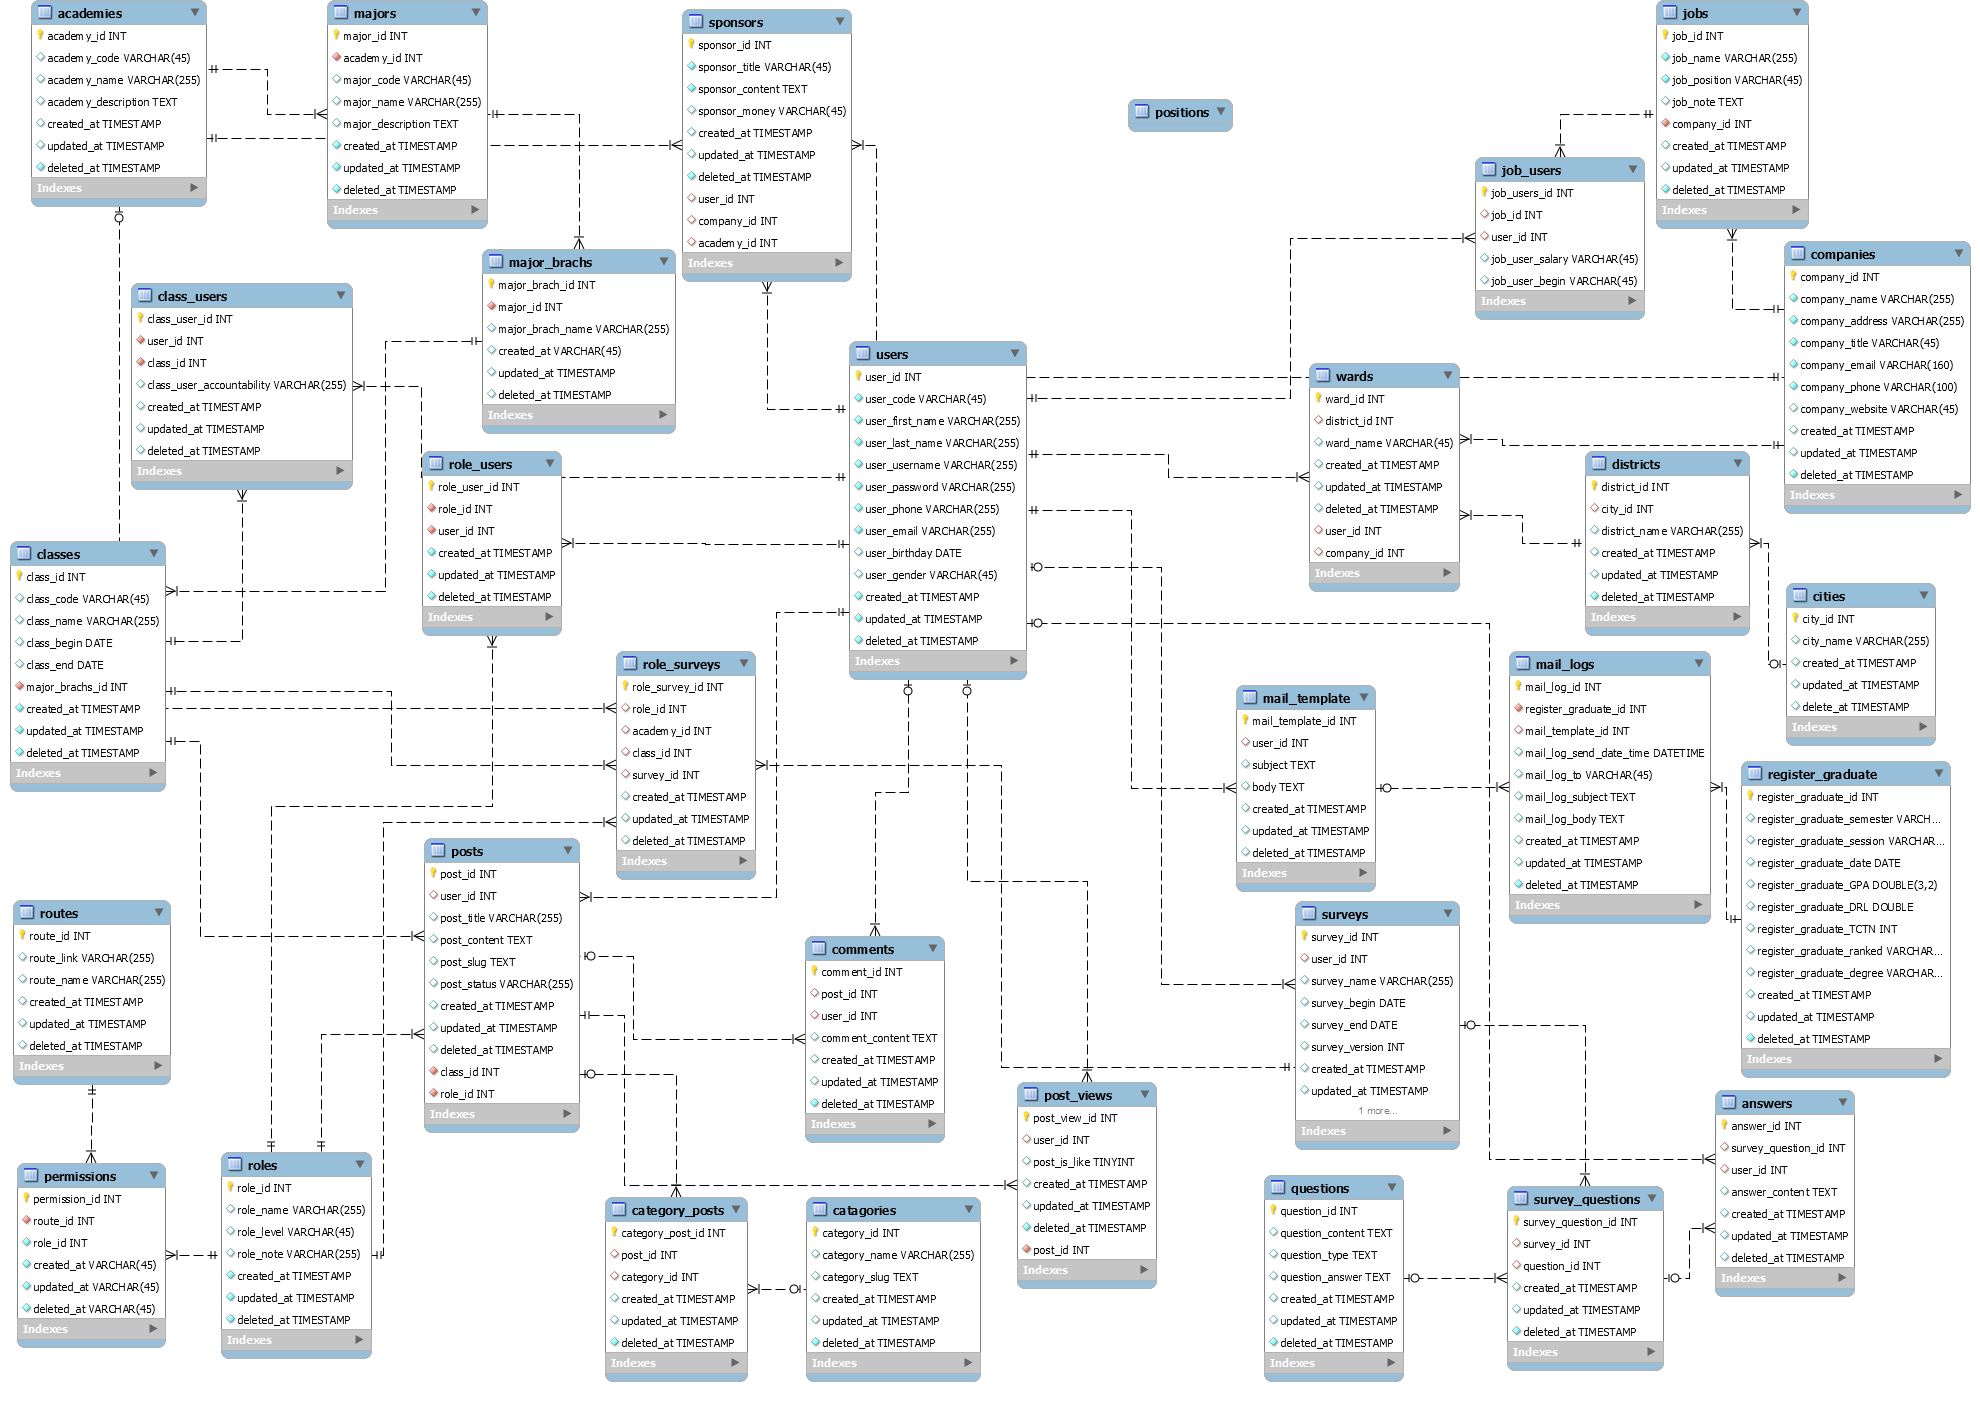 academies
academy_id INT
academy_code VARCHAR(45)
academy_name VARCHAR(255)
academy_description TEXT
created_at TIMESTAMP
updated_at TIMESTAMP
deleted_at TIMESTAMP
Indexes
majors
major_id INT
academy_id INT
major_code VARCHAR(45)
major_name VARCHAR(255)
major_description TEXT
created_at TIMESTAMP
updated_at TIMESTAMP
deleted_at TIMESTAMP
Indexes
sponsors
sponsor_id INT
sponsor_title VARCHAR(45)
sponsor_content TEXT
sponsor_money VARCHAR(45)
created_at TIMESTAMP
updated_at TIMESTAMP
deleted_at TIMESTAMP
user_id INT
company_id INT
academy_id INT
Indexes
positions
jobs
job_id INT
job_name VARCHAR(255)
job_position VARCHAR(45)
job_note TEXT
company_id INT
created_at TIMESTAMP
updated_at TIMESTAMP
deleted_at TIMESTAMP
Indexes
job_users
job_users_id INT
job_id INT
user_id INT
job_user_salary VARCHAR(45)
job_user_begin VARCHAR(45)
Indexes
companies
company_id INT
company_name VARCHAR(255)
company_address VARCHAR(255)
company_title VARCHAR(45)
company_email VARCHAR(160)
company_phone VARCHAR(100)
company_website VARCHAR(45)
created_at TIMESTAMP
updated_at TIMESTAMP
deleted_at TIMESTAMP
Indexes
major_brachs
major_brach_id INT
major_id INT
major_brach_name VARCHAR(255)
created_at VARCHAR(45)
updated_at TIMESTAMP
deleted_at TIMESTAMP
Indexes
class_users
class_user_id INT
user_id INT
class_id INT
class_user_accountability VARCHAR(255)
created_at TIMESTAMP
updated_at TIMESTAMP
deleted_at TIMESTAMP
Indexes
users
user_id INT
user_code VARCHAR(45)
user_first_name VARCHAR(255)
user_last_name VARCHAR(255)
user_username VARCHAR(255)
user_password VARCHAR(255)
user_phone VARCHAR(255)
user_email VARCHAR(255)
user_birthday DATE
user_gender VARCHAR(45)
created_at TIMESTAMP
updated_at TIMESTAMP
deleted_at TIMESTAMP
Indexes
wards
ward_id INT
district_id INT
ward_name VARCHAR(45)
created_at TIMESTAMP
updated_at TIMESTAMP
deleted_at TIMESTAMP
user_id INT
company_id INT
Indexes
districts
district_id INT
city_id INT
district_name VARCHAR(255)
created_at TIMESTAMP
updated_at TIMESTAMP
deleted_at TIMESTAMP
Indexes
role_users
role_user_id INT
role_id INT
user_id INT
created_at TIMESTAMP
updated_at TIMESTAMP
deleted_at TIMESTAMP
Indexes
classes
class_id INT
class_code VARCHAR(45)
class_name VARCHAR(255)
class_begin DATE
class_end DATE
major_brachs_id INT
created_at TIMESTAMP
updated_at TIMESTAMP
deleted_at TIMESTAMP
Indexes
cities
city_id INT
city_name VARCHAR(255)
created_at TIMESTAMP
updated_at TIMESTAMP
delete_at TIMESTAMP
Indexes
role_surveys
role_survey_id INT
role_id INT
academy_id INT
class_id INT
survey_id INT
created_at TIMESTAMP
updated_at TIMESTAMP
deleted_at TIMESTAMP
Indexes
mail_template
mail_template_id INT
user_id INT
subject TEXT
body TEXT
created_at TIMESTAMP
updated_at TIMESTAMP
deleted_at TIMESTAMP
Indexes
mail_logs
mail_log_id INT
register_graduate_id INT
mail_template_id INT
mail_log_send_date_time DATETIME
mail_log_to VARCHAR(45)
mail_log_subject TEXT
mail_log_body TEXT
created_at TIMESTAMP
updated_at TIMESTAMP
deleted_at TIMESTAMP
Indexes
register_graduate
register_graduate_id INT
register_graduate_semester VARCH...
register_graduate_session VARCHAR...
register_graduate_date DATE
register_graduate_GPA DOUBLE(3,2)
register_graduate_DRL DOUBLE
register_graduate_TCTN INT
register_graduate_ranked VARCHAR...
register_graduate_degree VARCHAR...
created_at TIMESTAMP
updated_at TIMESTAMP
deleted_at TIMESTAMP
Indexes
posts
post_id INT
user_id INT
post_title VARCHAR(255)
post_content TEXT
post_slug TEXT
post_status VARCHAR(255)
created_at TIMESTAMP
updated_at TIMESTAMP
deleted_at TIMESTAMP
class_id INT
role_id INT
Indexes
routes
route_id INT
route_link VARCHAR(255)
route_name VARCHAR(255)
created_at TIMESTAMP
updated_at TIMESTAMP
deleted_at TIMESTAMP
Indexes
comments
comment_id INT
post_id INT
user_id INT
comment_content TEXT
created_at TIMESTAMP
updated_at TIMESTAMP
deleted_at TIMESTAMP
Indexes
surveys
survey_id INT
user_id INT
survey_name VARCHAR(255)
survey_begin DATE
survey_end DATE
survey_version INT
created_at TIMESTAMP
updated_at TIMESTAMP
1 more...
Indexes
post_views
post_view_id INT
user_id INT
post_is_like TINYINT
created_at TIMESTAMP
updated_at TIMESTAMP
deleted_at TIMESTAMP
post_id INT
Indexes
answers
answer_id INT
survey_question_id INT
user_id INT
answer_content TEXT
created_at TIMESTAMP
updated_at TIMESTAMP
deleted_at TIMESTAMP
Indexes
permissions
permission_id INT
route_id INT
role_id INT
created_at VARCHAR(45)
updated_at VARCHAR(45)
deleted_at VARCHAR(45)
Indexes
roles
role_id INT
role_name VARCHAR(255)
role_level VARCHAR(45)
role_note VARCHAR(255)
created_at TIMESTAMP
updated_at TIMESTAMP
deleted_at TIMESTAMP
Indexes
category_posts
category_post_id INT
post_id INT
category_id INT
created_at TIMESTAMP
updated_at TIMESTAMP
deleted_at TIMESTAMP
Indexes
catagories
category_id INT
category_name VARCHAR(255)
category_slug TEXT
created_at TIMESTAMP
updated_at TIMESTAMP
deleted_at TIMESTAMP
Indexes
questions
question_id INT
question_content TEXT
question_type TEXT
question_answer TEXT
created_at TIMESTAMP
updated_at TIMESTAMP
deleted_at TIMESTAMP
Indexes
survey_questions
survey_question_id INT
survey_id INT
question_id INT
created_at TIMESTAMP
updated_at TIMESTAMP
deleted_at TIMESTAMP
Indexes